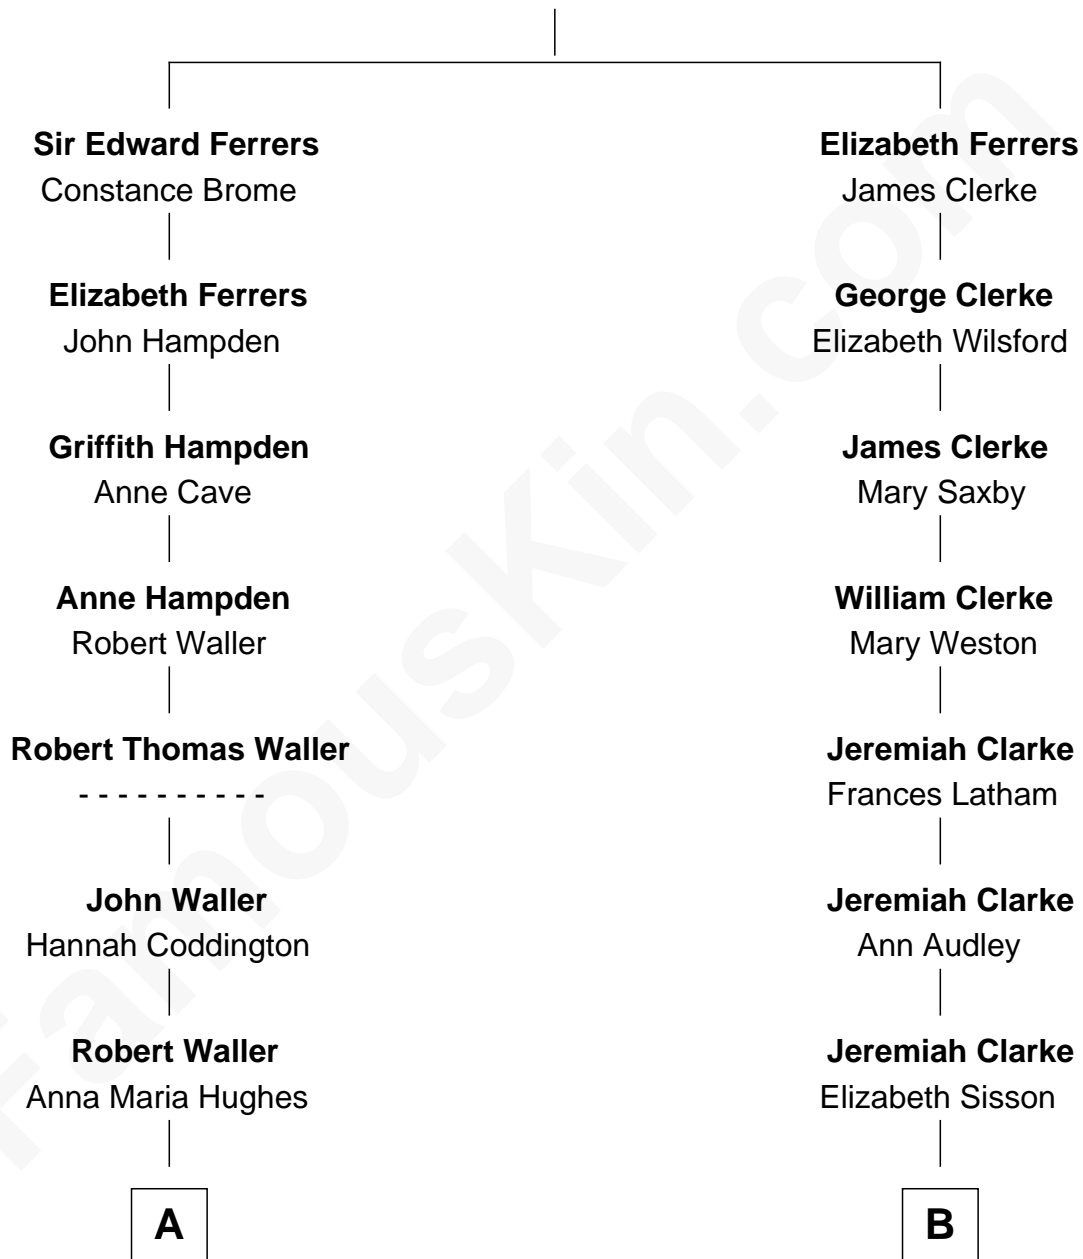 Sir Edward Ferrers
Constance Brome
Elizabeth Ferrers
John Hampden
Griffith Hampden
Anne Cave
Anne Hampden
Robert Waller
Robert Thomas Waller
- - - - - - - - - -
John Waller
Hannah Coddington
Robert Waller
Anna Maria Hughes
A
Elizabeth Ferrers
James Clerke
George Clerke
Elizabeth Wilsford
James Clerke
Mary Saxby
William Clerke
Mary Weston
Jeremiah Clarke
Frances Latham
Jeremiah Clarke
Ann Audley
Jeremiah Clarke
Elizabeth Sisson
B
FamousKin.com